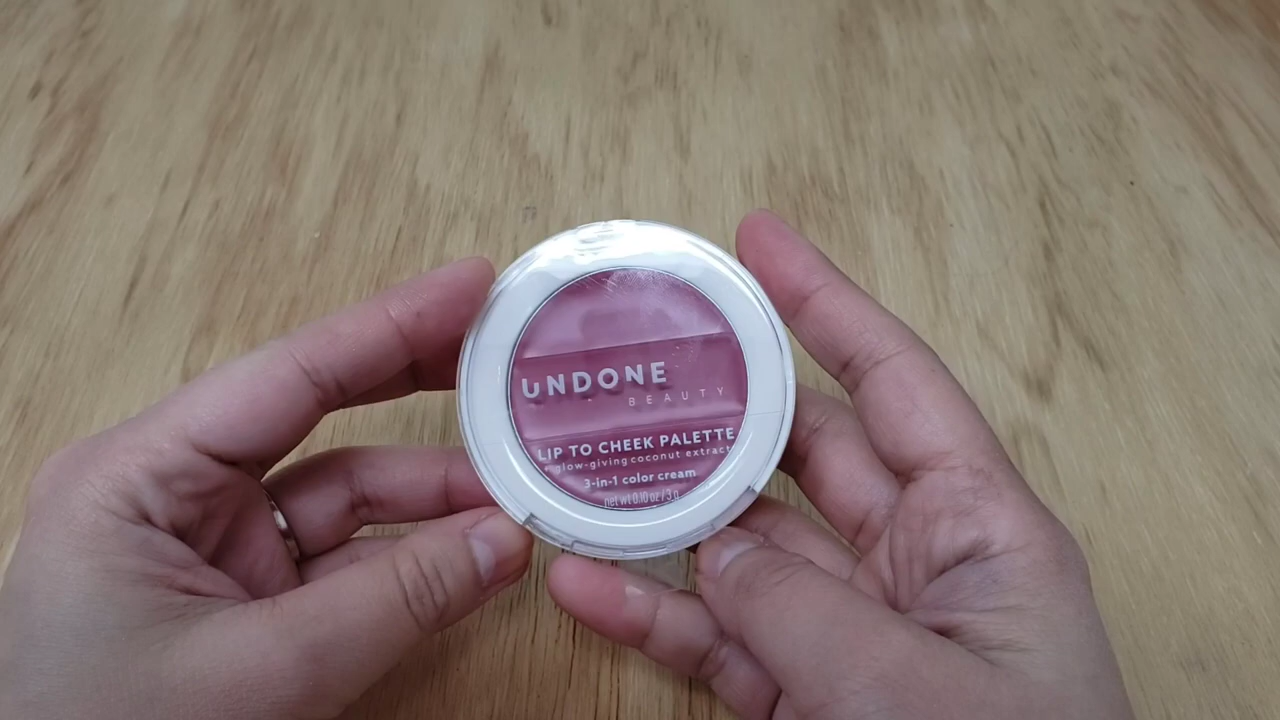 UNDONE
BEAUTY
LIP TO CHEEK PALETTE
+ glow-giving coconut extract
3-in-1 color cream
net wt 0.10 oz / 3 g